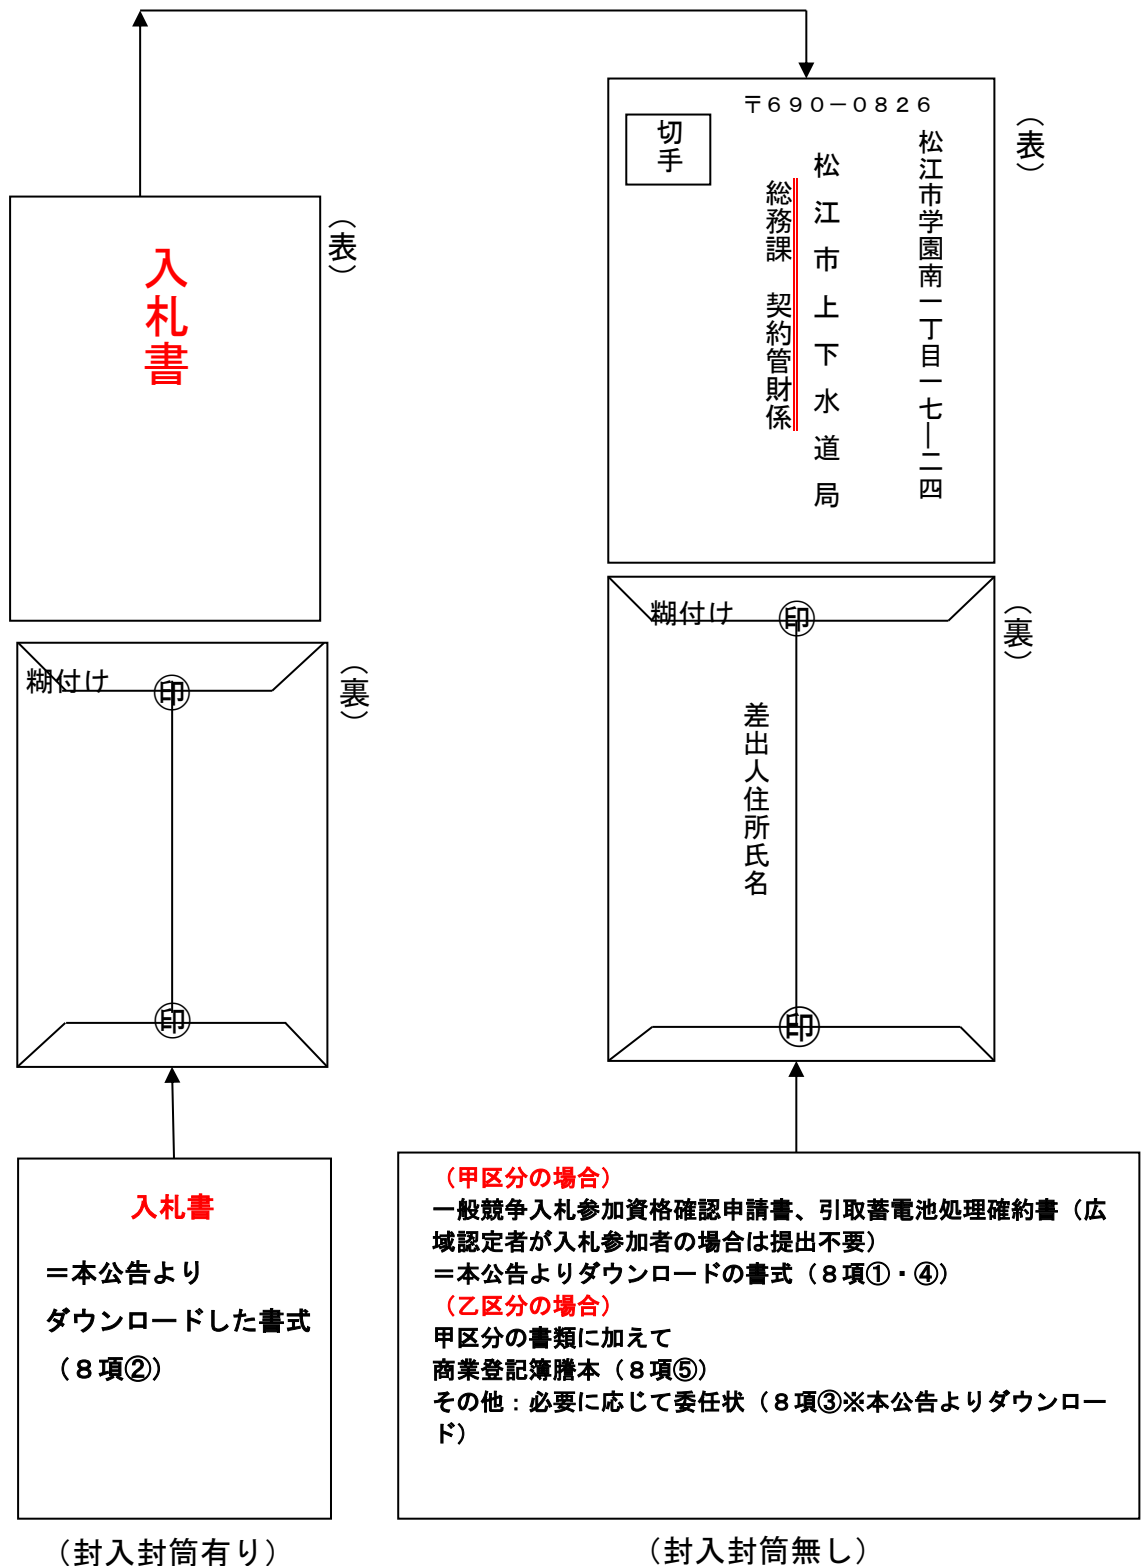 入札書
（表）
糊付け
㊞
（裏）
㊞
入札書
＝本公告より
ダウンロードした書式
（８項②）
（封入封筒有り）
〒６９０－０８２６
切手
松江市学園南一丁目一七―二四
松江市上下水道局
総務課　契約管財係
（表）
糊付け
㊞
（裏）
差出人住所氏名
㊞
（甲区分の場合）
一般競争入札参加資格確認申請書、引取蓄電池処理確約書（広
域認定者が入札参加者の場合は提出不要）
＝本公告よりダウンロードの書式（８項①・④）
（乙区分の場合）
甲区分の書類に加えて
商業登記簿謄本（８項⑤）
その他：必要に応じて委任状（８項③※本公告よりダウンロー
ド）
（封入封筒無し）